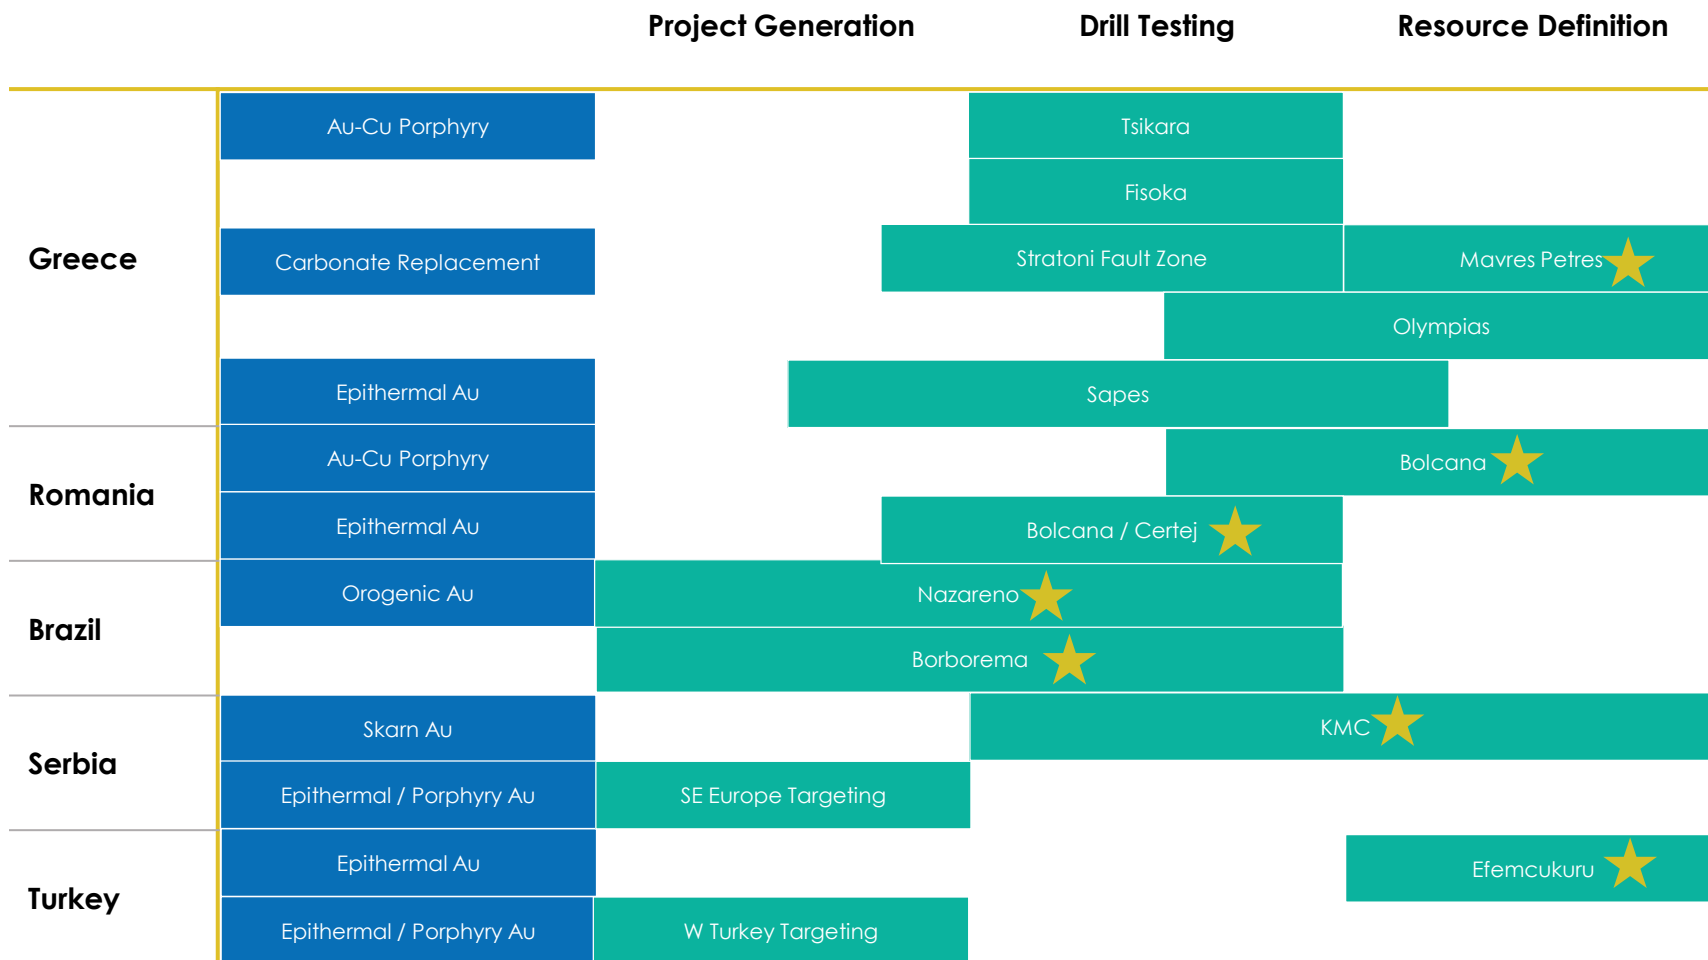 Project Generation
Drill Testing
Resource Definition
Greece
Au-Cu Porphyry
Tsikara
Fisoka
Carbonate Replacement
Stratoni Fault Zone
Mavres Petres
Olympias
Epithermal Au
Sapes
Romania
Au-Cu Porphyry
Bolcana
Epithermal Au
Bolcana / Certej
Brazil
Orogenic Au
Nazareno
Borborema
Serbia
Skarn Au
KMC
Epithermal / Porphyry Au
SE Europe Targeting
Turkey
Epithermal Au
Efemcukuru
Epithermal / Porphyry Au
W Turkey Targeting